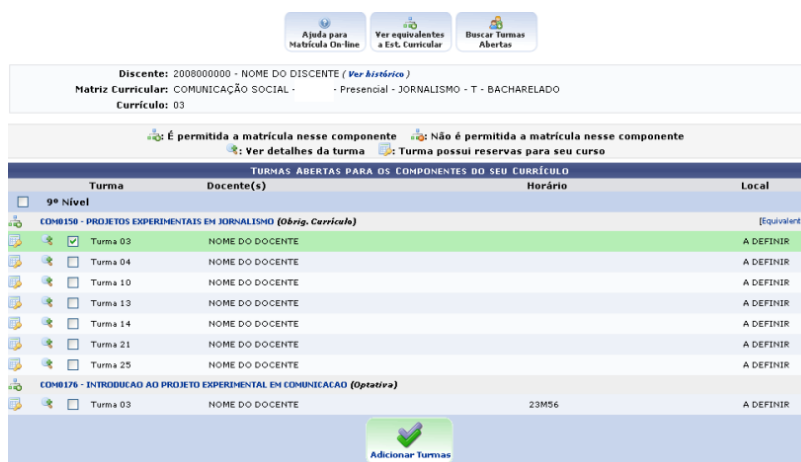 Ajuda para
Matrícula On-line
Ver equivalentes
a Est. Curricular
Buscar Turmas
Abertas
Discente: 2008000000 - NOME DO DISCENTE ( Ver histórico )
Matriz Curricular: COMUNICAÇÃO SOCIAL - - Presencial - JORNALISMO - T - BACHARELADO
Currículo: 03
: É permitida a matrícula nesse componente : Não é permitida a matrícula nesse componente
: Ver detalhes da turma : Turma possui reservas para seu curso
TURMAS ABERTAS PARA OS COMPONENTES DO SEU CURRÍCULO
Turma Docente(s) Horário Local
9º Nível
COM0150 - PROJETOS EXPERIMENTAIS EM JORNALISMO (Obrig. Currículo) [Equivalent
Turma 03 NOME DO DOCENTE A DEFINIR
Turma 04 NOME DO DOCENTE A DEFINIR
Turma 10 NOME DO DOCENTE A DEFINIR
Turma 13 NOME DO DOCENTE A DEFINIR
Turma 14 NOME DO DOCENTE A DEFINIR
Turma 21 NOME DO DOCENTE A DEFINIR
Turma 25 NOME DO DOCENTE A DEFINIR
COM0176 - INTRODUCAO AO PROJETO EXPERIMENTAL EM COMUNICACAO (Optativa)
Turma 03 NOME DO DOCENTE 23M56 A DEFINIR
Adicionar Turmas